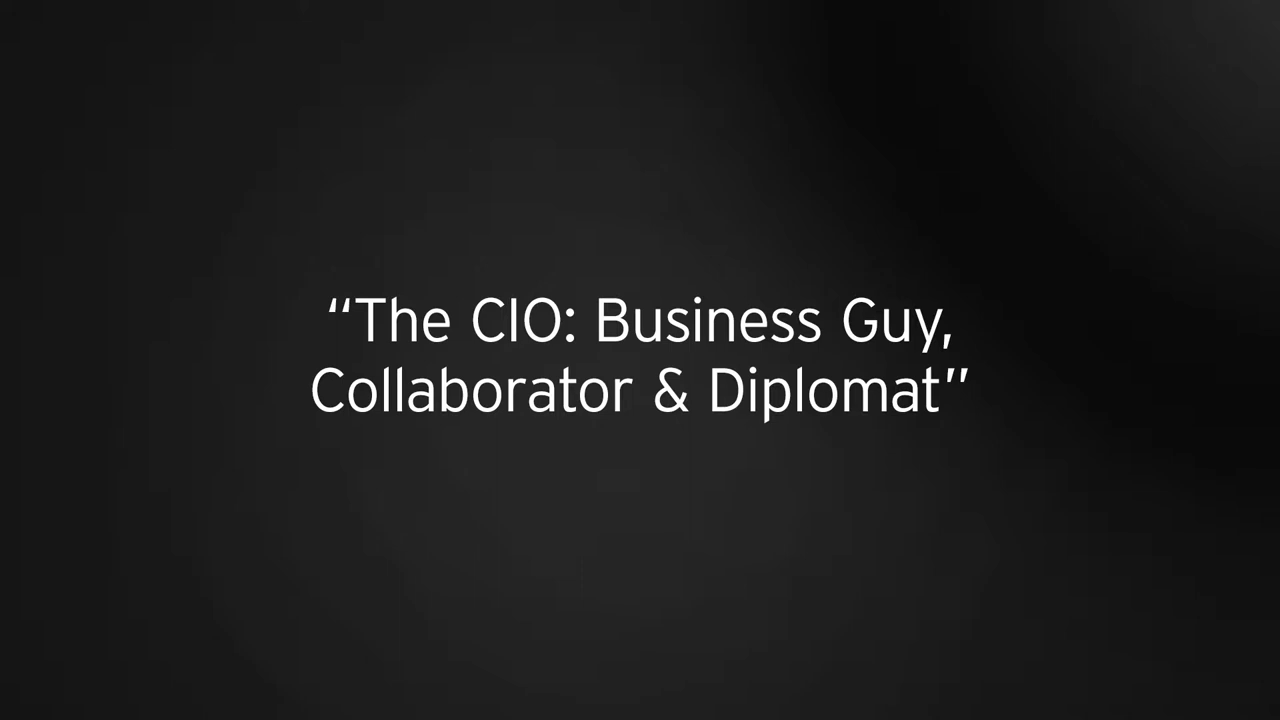 “The CIO: Business Guy,
Collaborator & Diplomat”